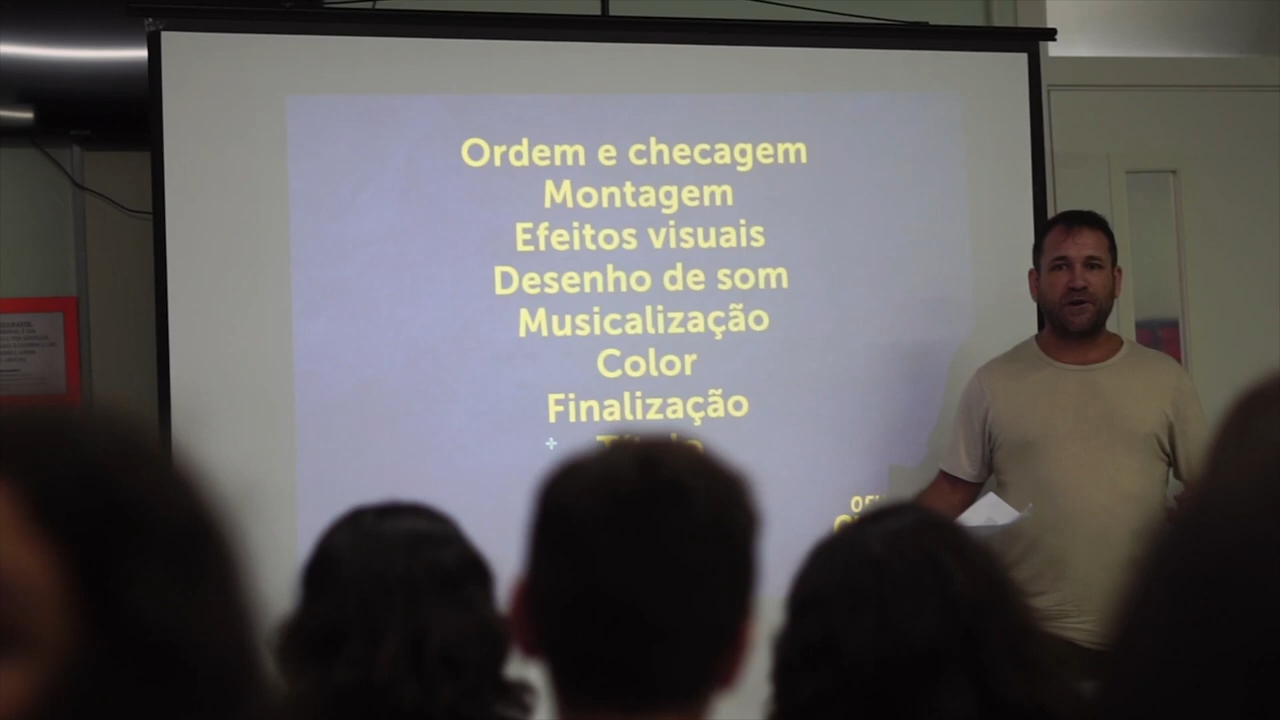 Ordem e checagem
Montagem
Efeitos visuais
Desenho de som
Musicalização
Color
Finalização